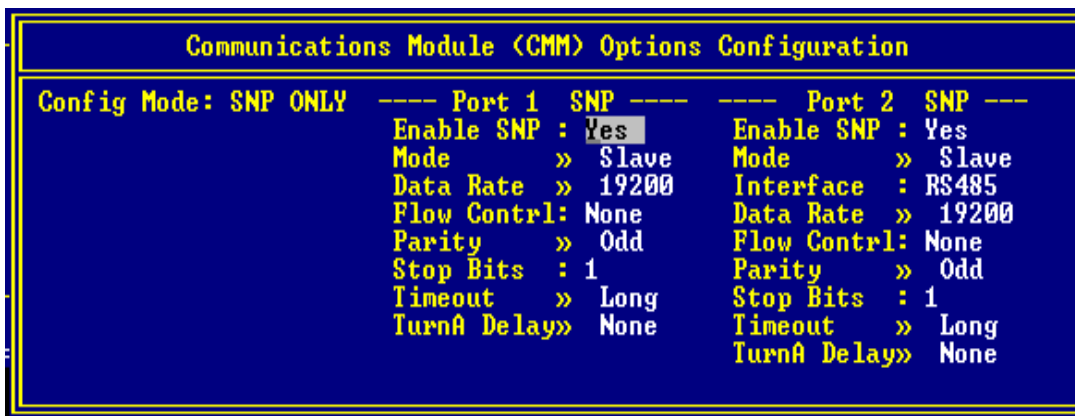 Communications Module (CMM) Options Configuration
Config Mode: SNP ONLY ---- Port 1 SNP ---- ---- Port 2 SNP ---
Enable SNP : Yes Enable SNP : Yes
Mode » Slave Mode » Slave
Data Rate » 19200 Interface : RS485
Flow Contrl: None Data Rate » 19200
Parity » Odd Flow Contrl: None
Stop Bits : 1 Parity » Odd
Timeout » Long Stop Bits : 1
TurnA Delay» None Timeout » Long
TurnA Delay» None